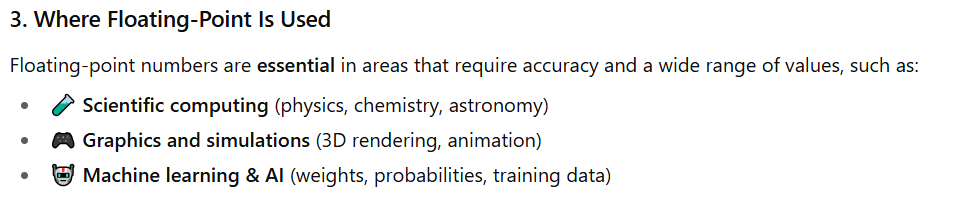 3. Where Floating-Point Is Used
Floating-point numbers are essential in areas that require accuracy and a wide range of values, such as:
• 🧪 Scientific computing (physics, chemistry, astronomy)
• 🎮 Graphics and simulations (3D rendering, animation)
• 🤖 Machine learning & AI (weights, probabilities, training data)